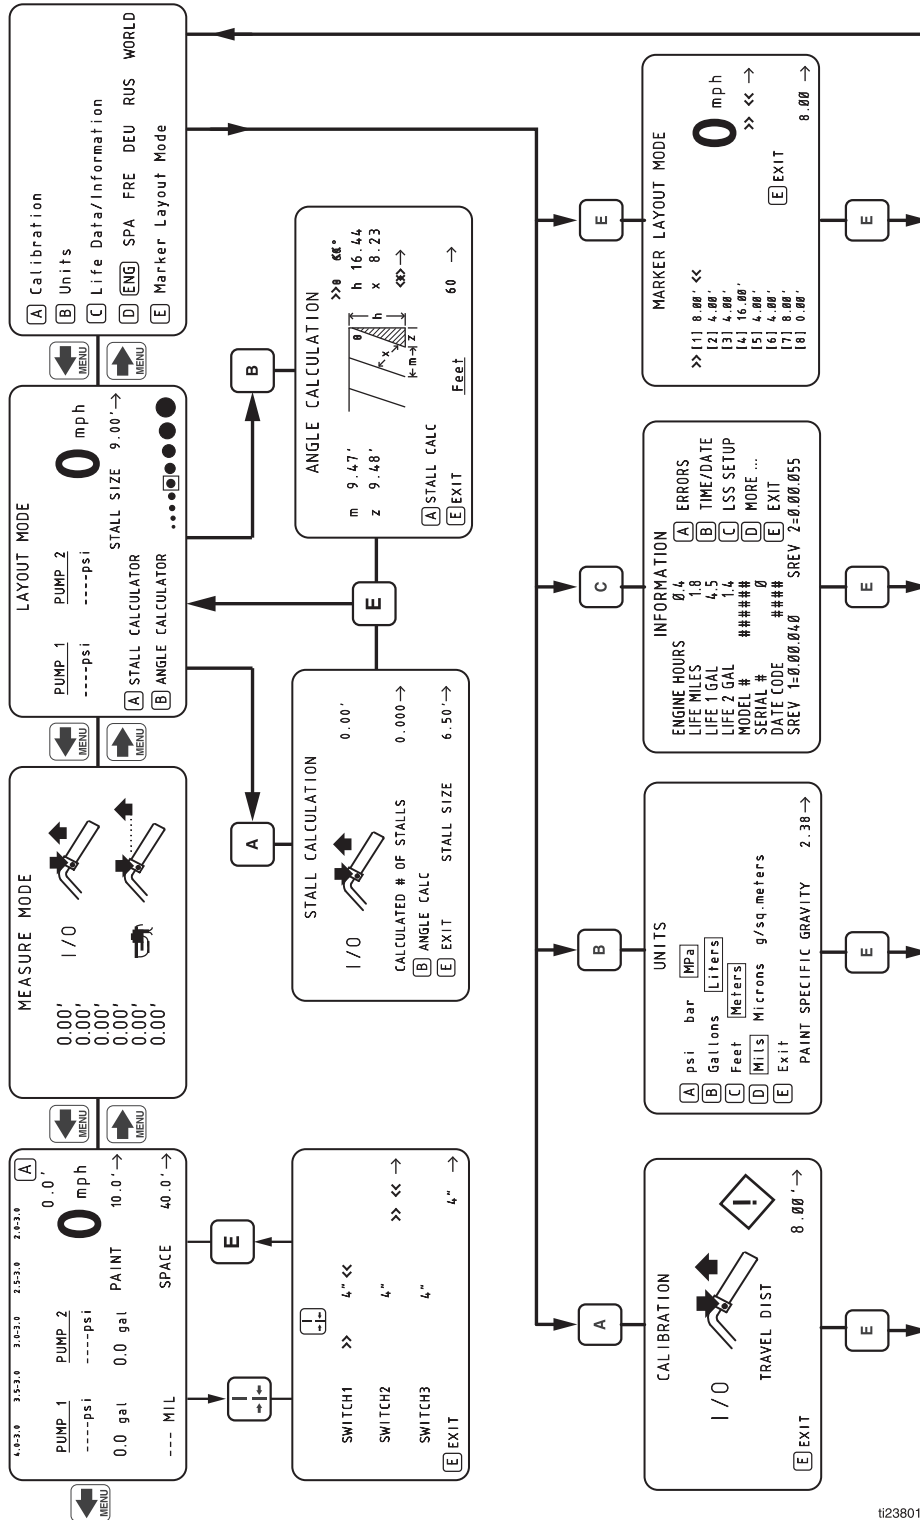 MENU
4.0-3.0 3.5-3.0 3.0-3.0 2.5-3.0 2.0-3.0
A
0.0'
PUMP 1 PUMP 2
----psi ----psi
0 mph
0.0 gal 0.0 gal PAINT 10.0'→
--- MIL SPACE 40.0'→
MENU
MENU
MEASURE MODE
0.00'
0.00'
0.00'
0.00'
0.00'
0.00'
I/O
MENU
MENU
LAYOUT MODE
PUMP 1 PUMP 2
----psi ----psi
0 mph
STALL SIZE 9.00'→
A STALL CALCULATOR
B ANGLE CALCULATOR
MENU
MENU
A Calibration
B Units
C Life Data/Information
D ENG SPA FRE DEU RUS WORLD
E Marker Layout Mode
E
A
B
SWITCH1 >> 4" <<
SWITCH2 4" >> << →
SWITCH3 4"
E EXIT 4" →
STALL CALCULATION
I/O 0.00'
CALCULATED # OF STALLS 0.000→
B ANGLE CALC
E EXIT STALL SIZE 6.50'→
E
ANGLE CALCULATION
m 9.47'
z 9.48'
θ
x
h
m
z
h 16.44
x 8.23
A STALL CALC
E EXIT
Feet
60 →
A
B
C
E
CALIBRATION
I/O
!
TRAVEL DIST 8.00'→
E EXIT
UNITS
A psi bar MPa
B Gallons Liters
C Feet Meters
D Mils Microns g/sq.meters
E Exit
PAINT SPECIFIC GRAVITY 2.38→
INFORMATION
ENGINE HOURS 0.4 A ERRORS
LIFE MILES 1.8 B TIME/DATE
LIFE 1 GAL 4.5
LIFE 2 GAL 1.4 C LSS SETUP
MODEL # ###### D MORE...
SERIAL # 0
DATE CODE #### E EXIT
SREV 1=0.00.040 SREV 2=0.00.055
MARKER LAYOUT MODE
>> [1] 8.00' <<
[2] 4.00'
[3] 4.00'
[4] 16.00'
[5] 4.00'
[6] 4.00'
[7] 8.00'
[8] 0.00'
0 mph
>> << →
E EXIT
8.00 →
E
E
E
E
ti23801